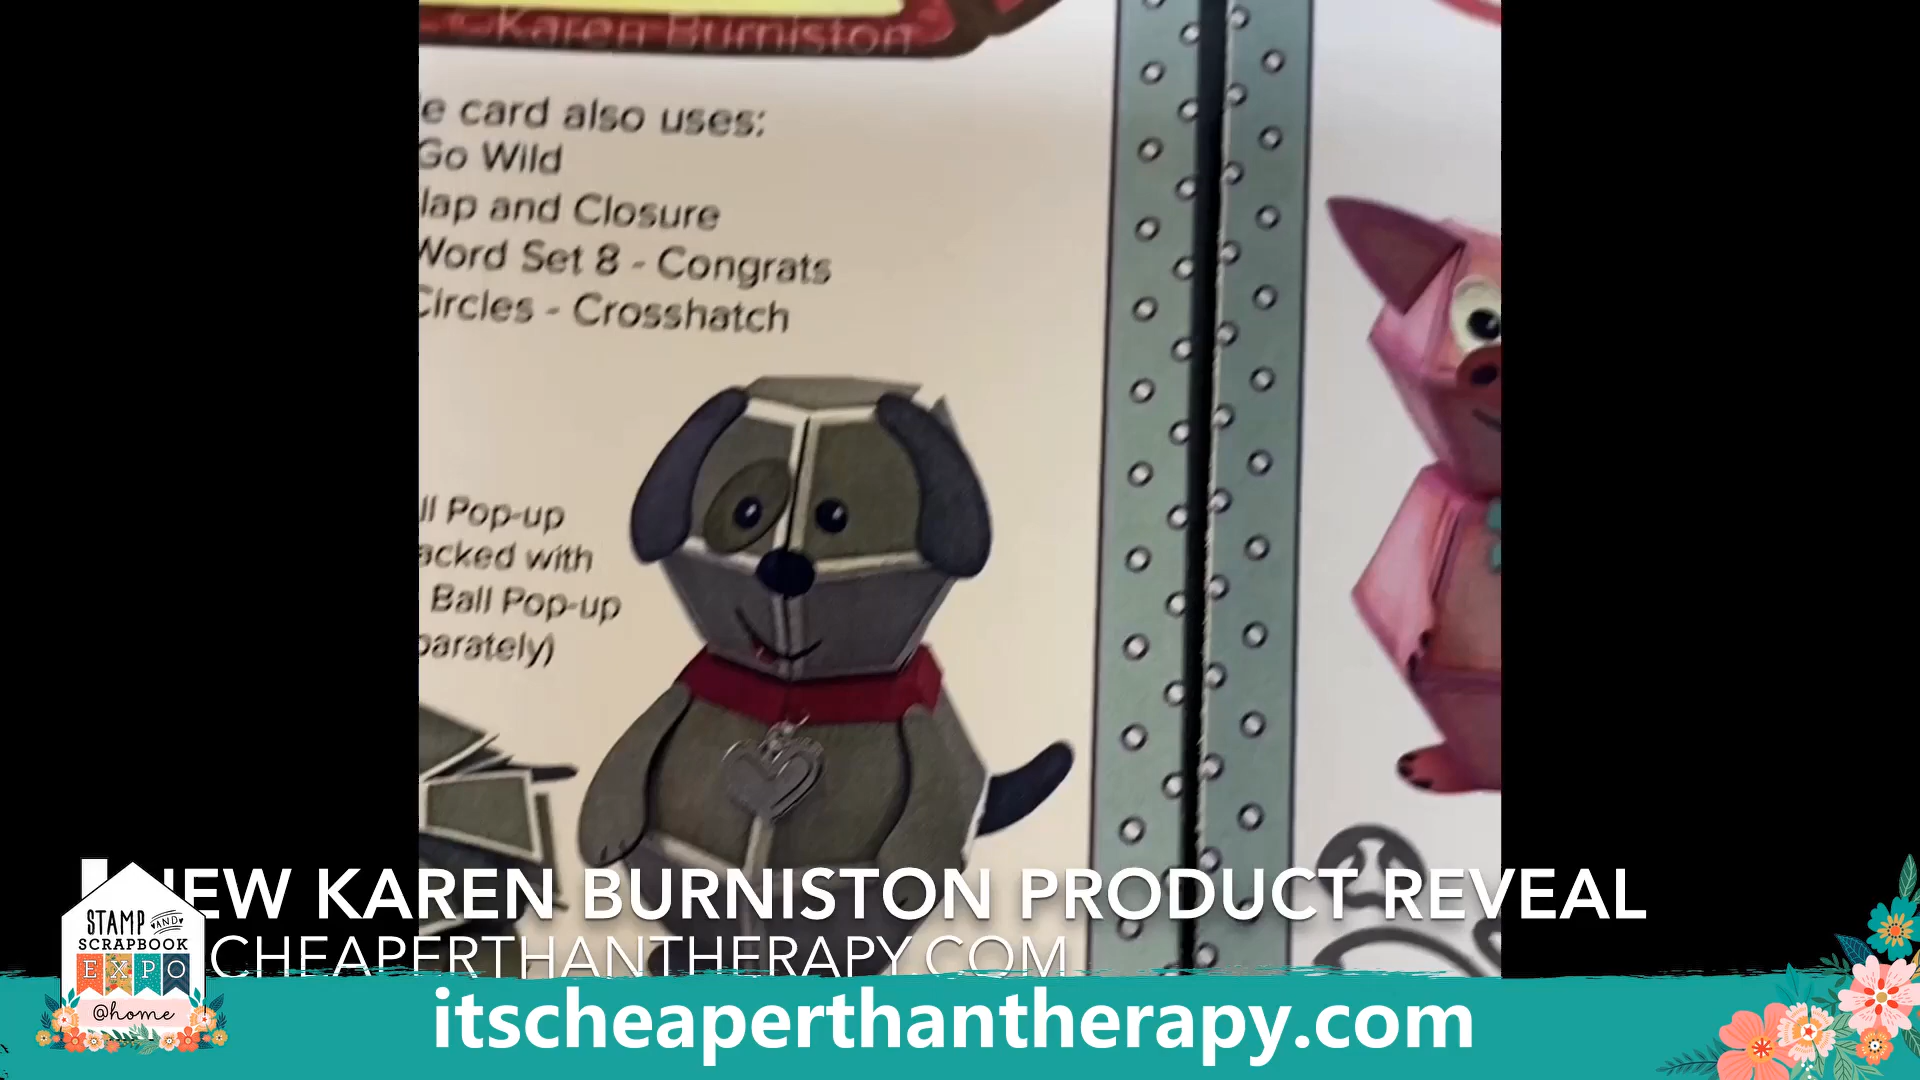 © Karen Burniston
e card also uses:
Go Wild
lap and Closure
Word Set 8 - Congrats
Circles - Crosshatch
ll Pop-up
acked with
Ball Pop-up
parately)
EW KAREN BURNISTON PRODUCT REVEAL
CHEAPERTHANTHERAPY.COM
STAMP AND
SCRAPBOOK
EXPO
@home
itscheaperthantherapy.com